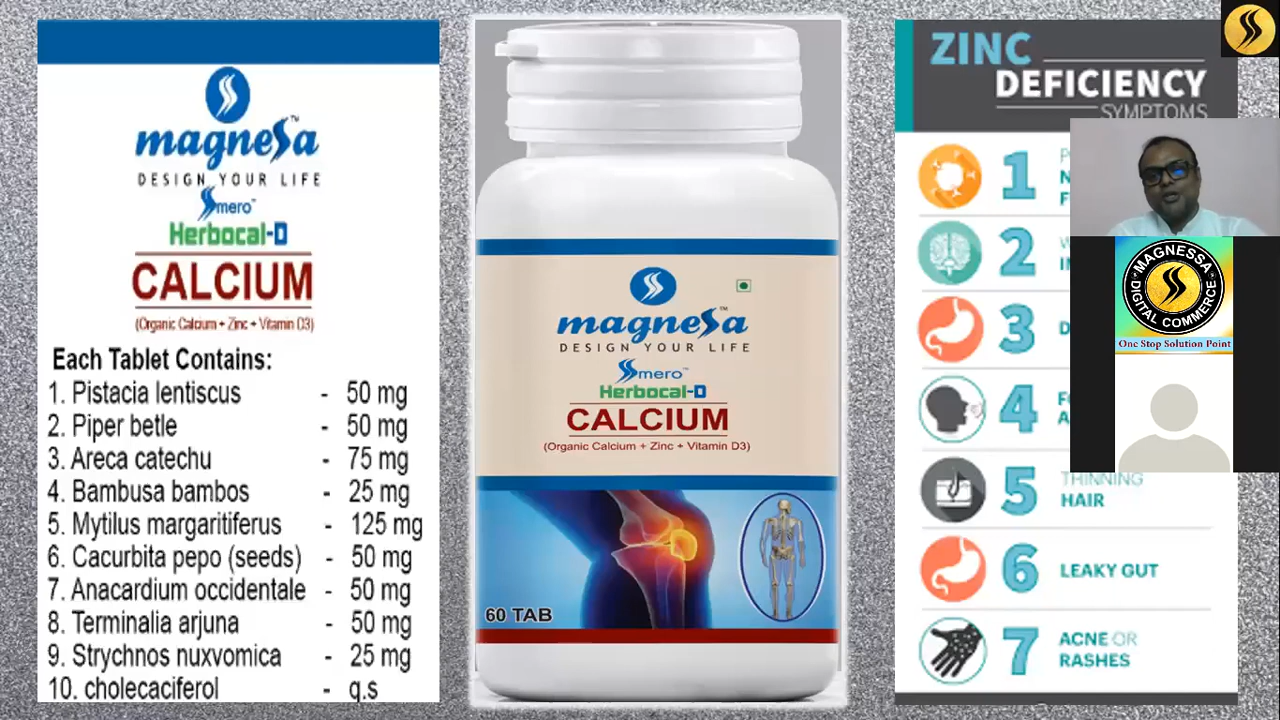 magnessa™
DESIGN YOUR LIFE
Smero™
Herbocal-D
CALCIUM
(Organic Calcium + Zinc + Vitamin D3)
Each Tablet Contains:
1. Pistacia lentiscus - 50 mg
2. Piper betle - 50 mg
3. Areca catechu - 75 mg
4. Bambusa bambos - 25 mg
5. Mytilus margaritiferus - 125 mg
6. Cacurbita pepo (seeds) - 50 mg
7. Anacardium occidentale - 50 mg
8. Terminalia arjuna - 50 mg
9. Strychnos nuxvomica - 25 mg
10. cholecaciferol - q.s
magnessa™
DESIGN YOUR LIFE
Smero™
Herbocal-D
CALCIUM
(Organic Calcium + Zinc + Vitamin D3)
60 TAB
ZINC
DEFICIENCY
SYMPTOMS
1
2
3
4
5 THINNING
HAIR
6 LEAKY GUT
7 ACNE OR
RASHES
MAGNESSA
DIGITAL COMMERCE
One Stop Solution Point